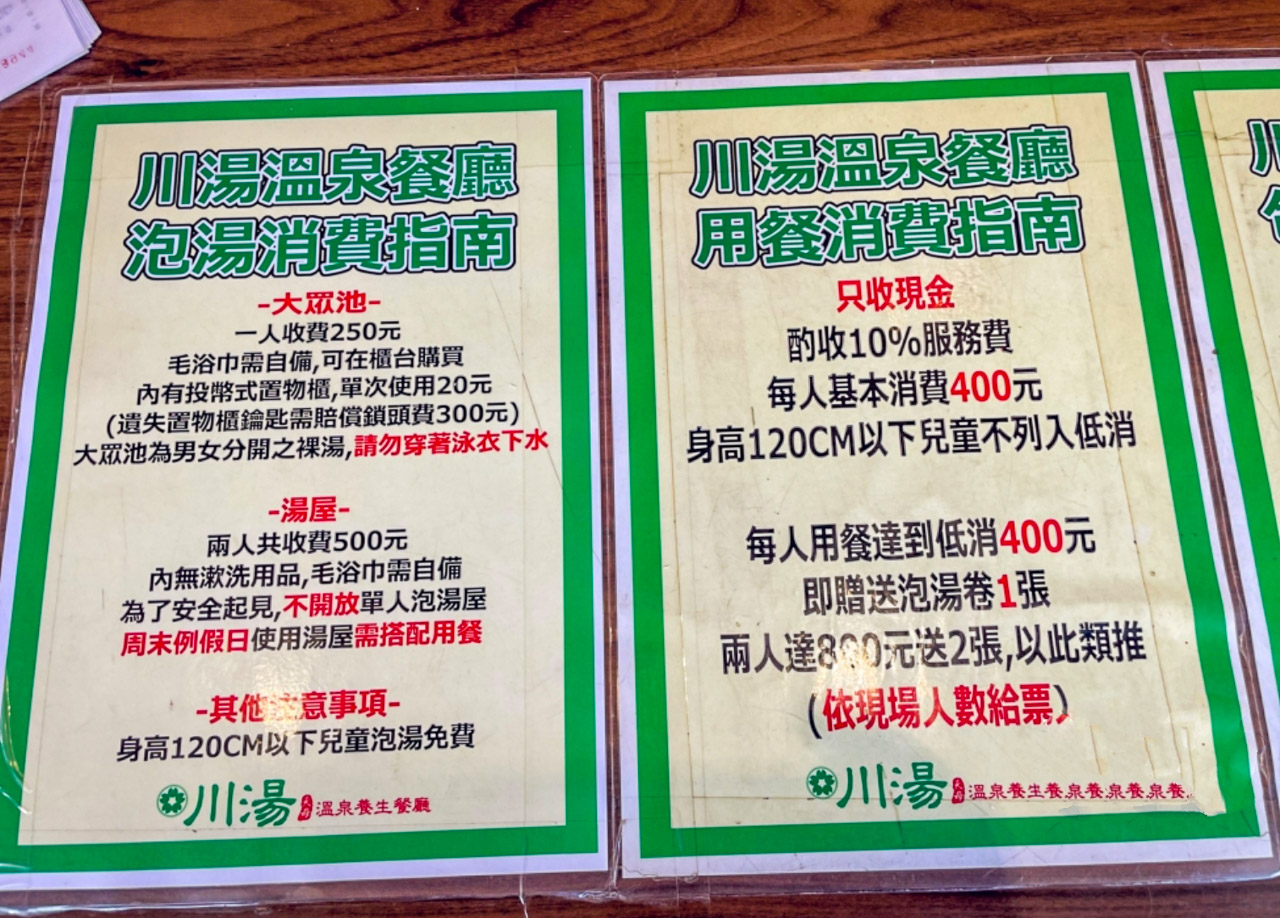 川湯溫泉餐廳
泡湯消費指南
-大眾池-
一人收費250元
毛浴巾需自備,可在櫃台購買
內有投幣式置物櫃,單次使用20元
(遺失置物櫃鑰匙需賠償鎖頭費300元)
大眾池為男女分開之裸湯,請勿穿著泳衣下水
-湯屋-
兩人共收費500元
內無漱洗用品,毛浴巾需自備
為了安全起見,不開放單人泡湯屋
周末例假日使用湯屋需搭配用餐
-其他注意事項-
身高120CM以下兒童泡湯免費
川湯 溫泉養生餐廳
川湯溫泉餐廳
用餐消費指南
只收現金
酌收10%服務費
每人基本消費400元
身高120CM以下兒童不列入低消
每人用餐達到低消400元
即贈送泡湯卷1張
兩人達800元送2張,以此類推
(依現場人數給票)
川湯 溫泉養生餐.泉養.泉養.泉養.